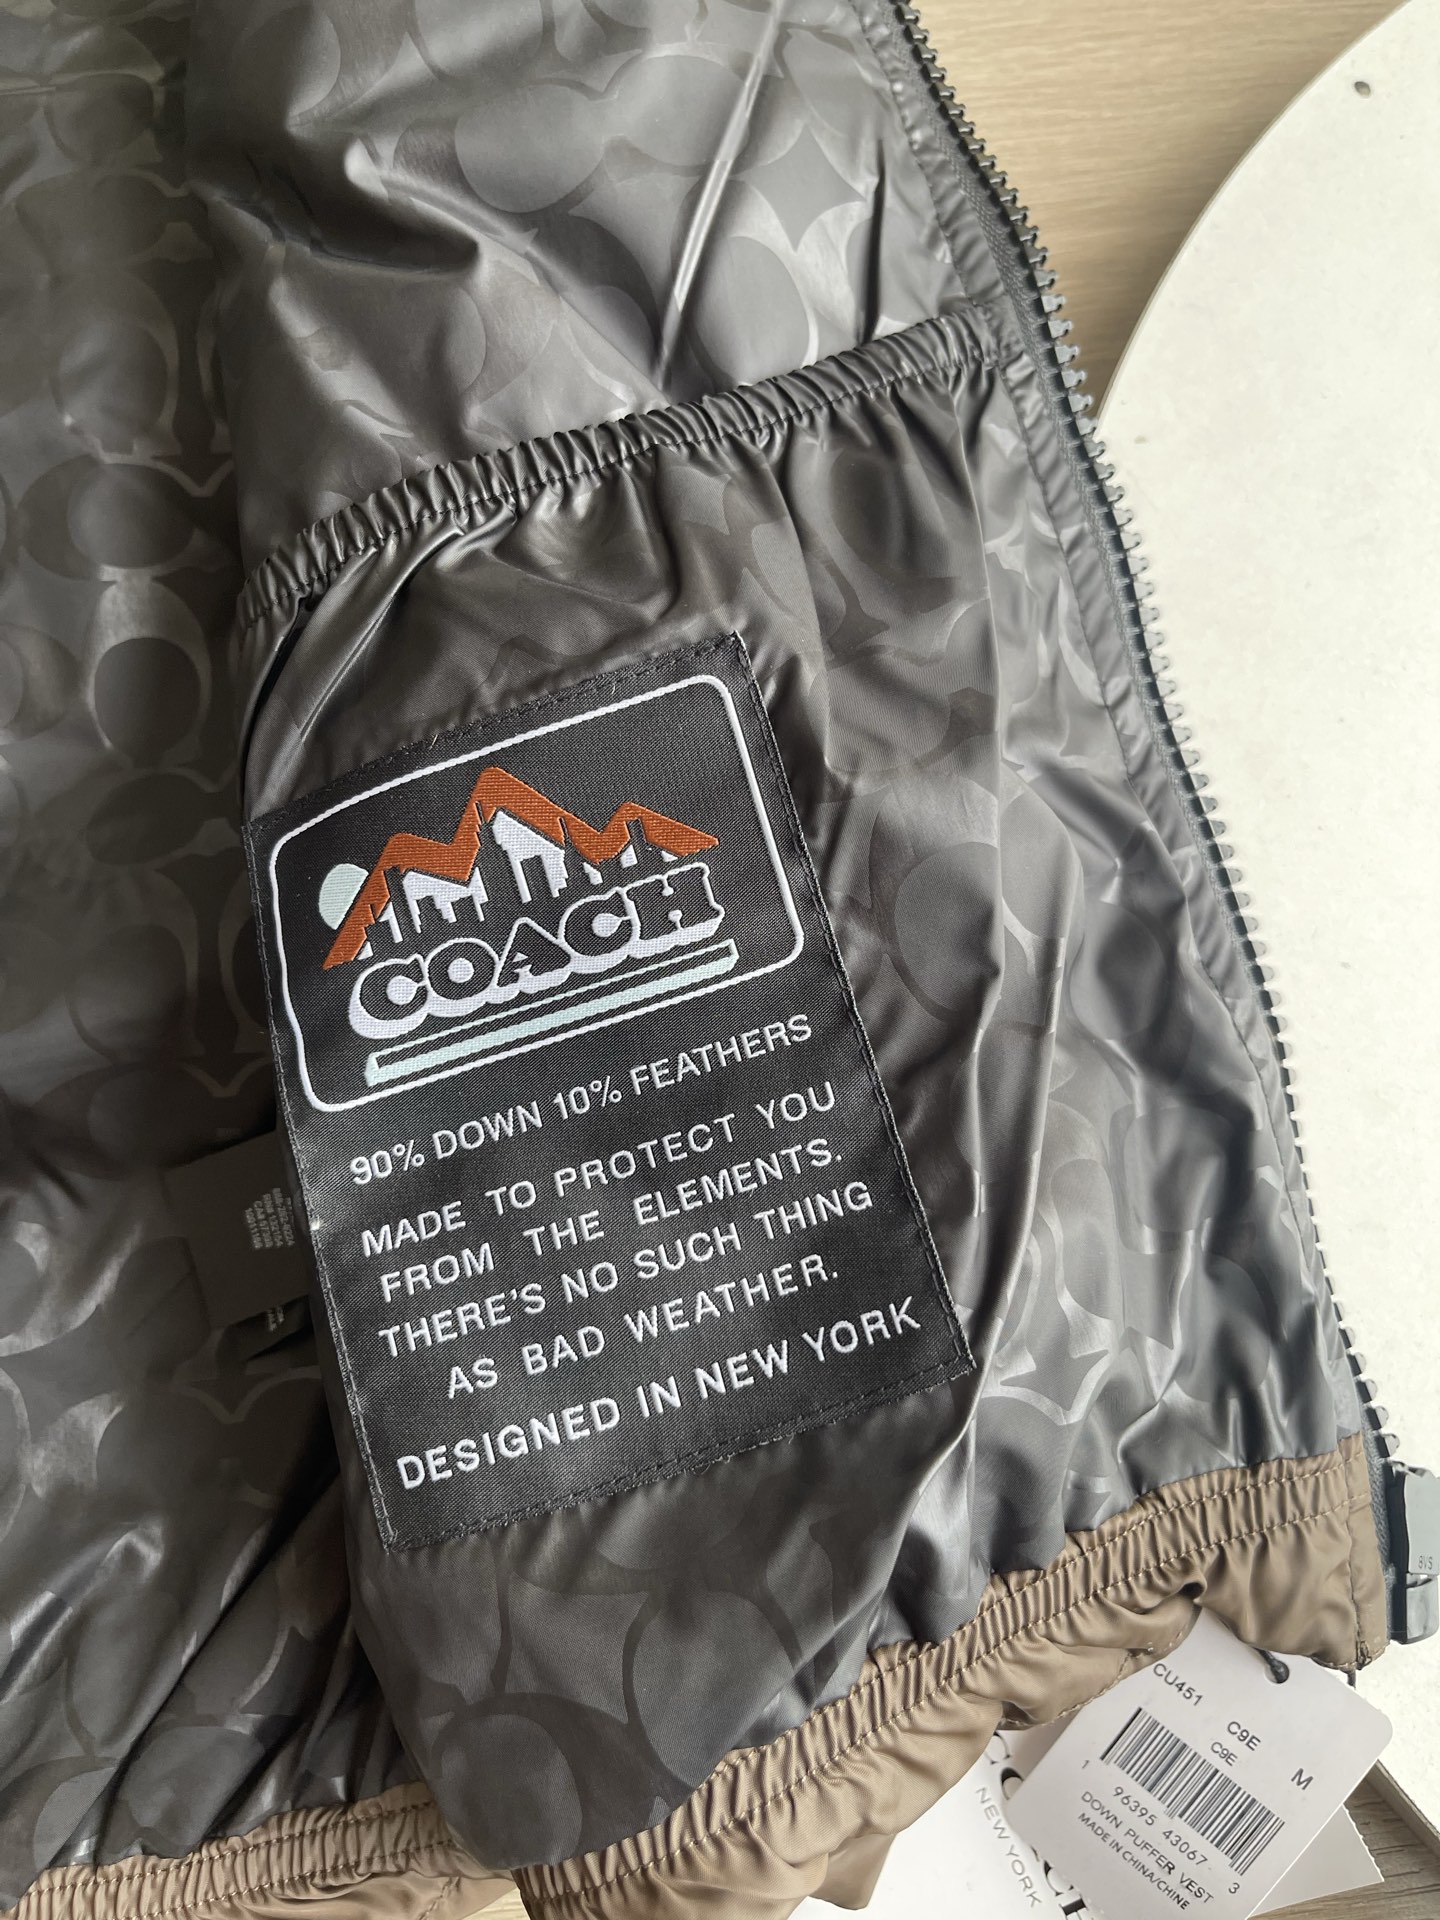 COACH
90% DOWN 10% FEATHERS
MADE TO PROTECT YOU
FROM THE ELEMENTS.
THERE'S NO SUCH THING
AS BAD WEATHER.
DESIGNED IN NEW YORK
SAB
CU451
C9E
C9E
M
1 96395 43067 3
DOWN PUFFER VEST
MADE IN CHINA/CHINE
NEW YORK